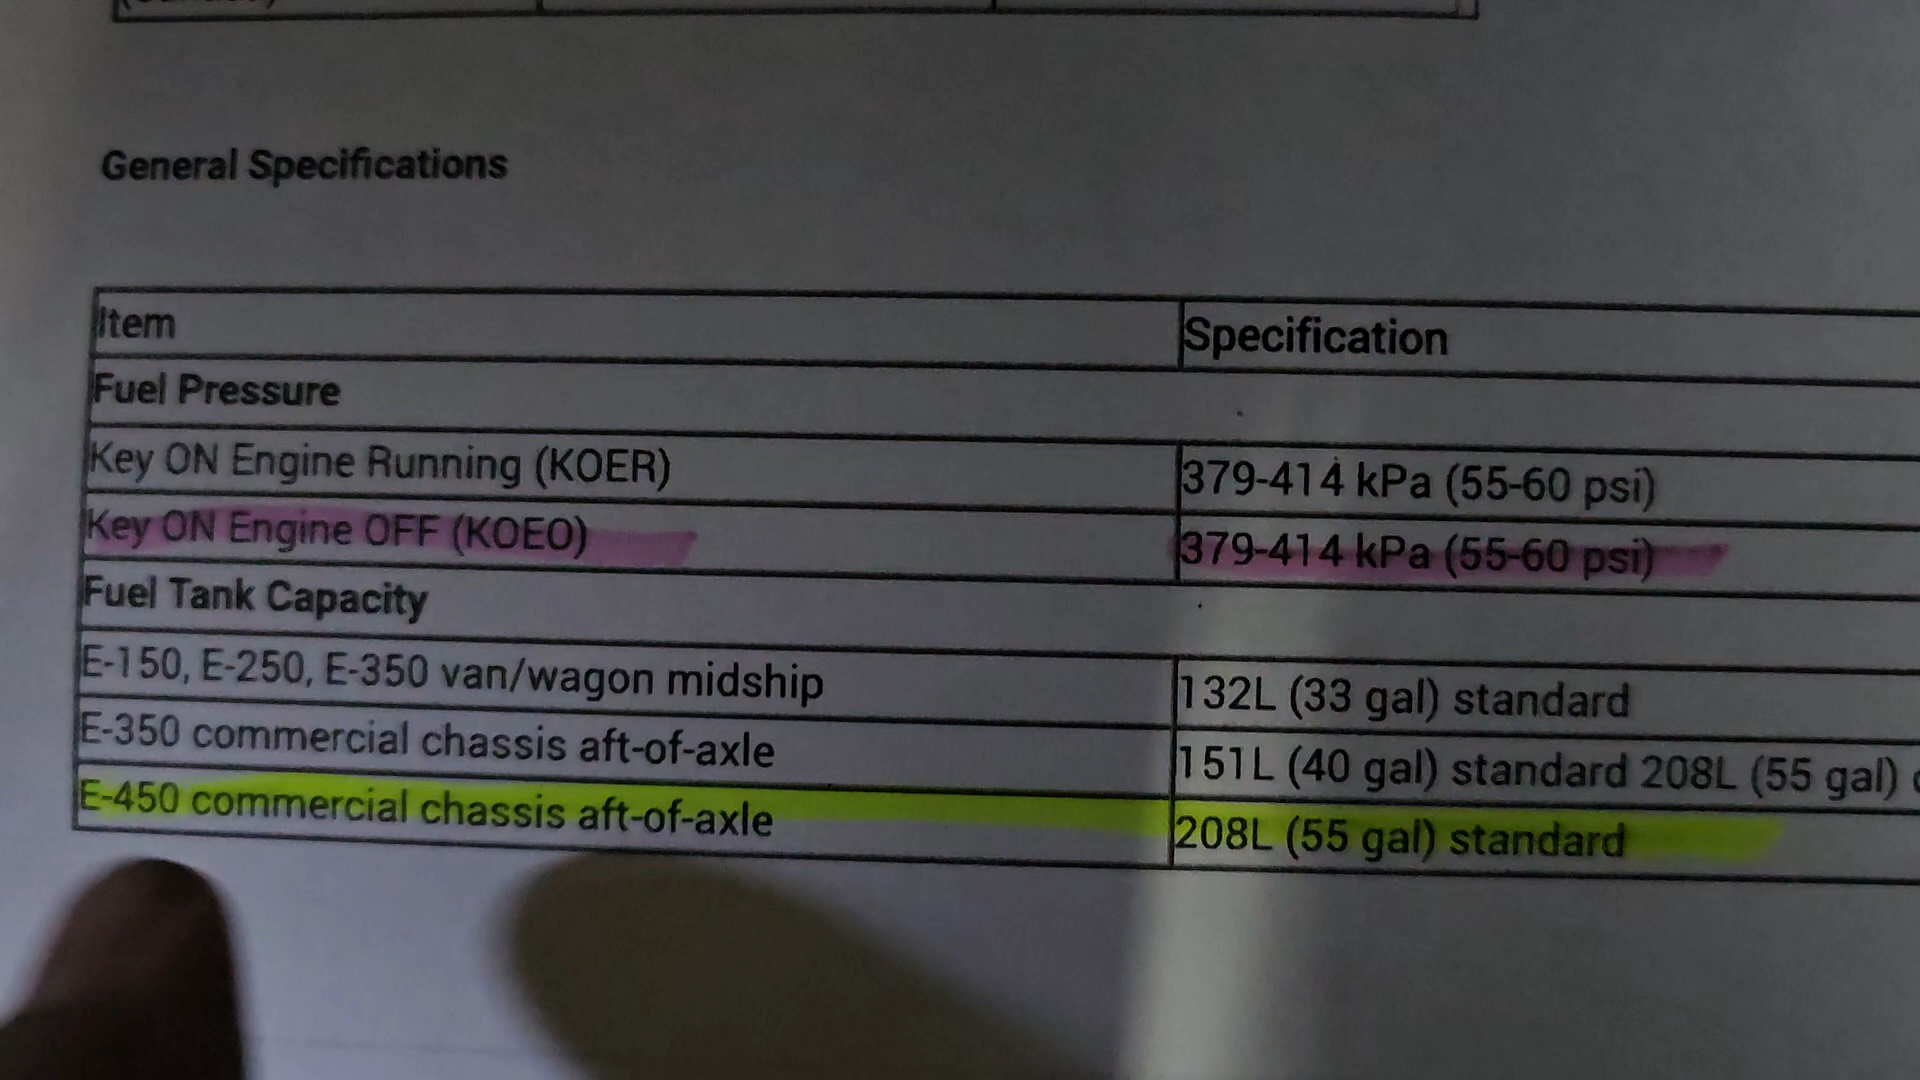 General Specifications
Item Specification
Fuel Pressure
Key ON Engine Running (KOER) 379-414 kPa (55-60 psi)
Key ON Engine OFF (KOEO) 379-414 kPa (55-60 psi)
Fuel Tank Capacity
E-150, E-250, E-350 van/wagon midship 132L (33 gal) standard
E-350 commercial chassis aft-of-axle 151L (40 gal) standard 208L (55 gal)
E-450 commercial chassis aft-of-axle 208L (55 gal) standard